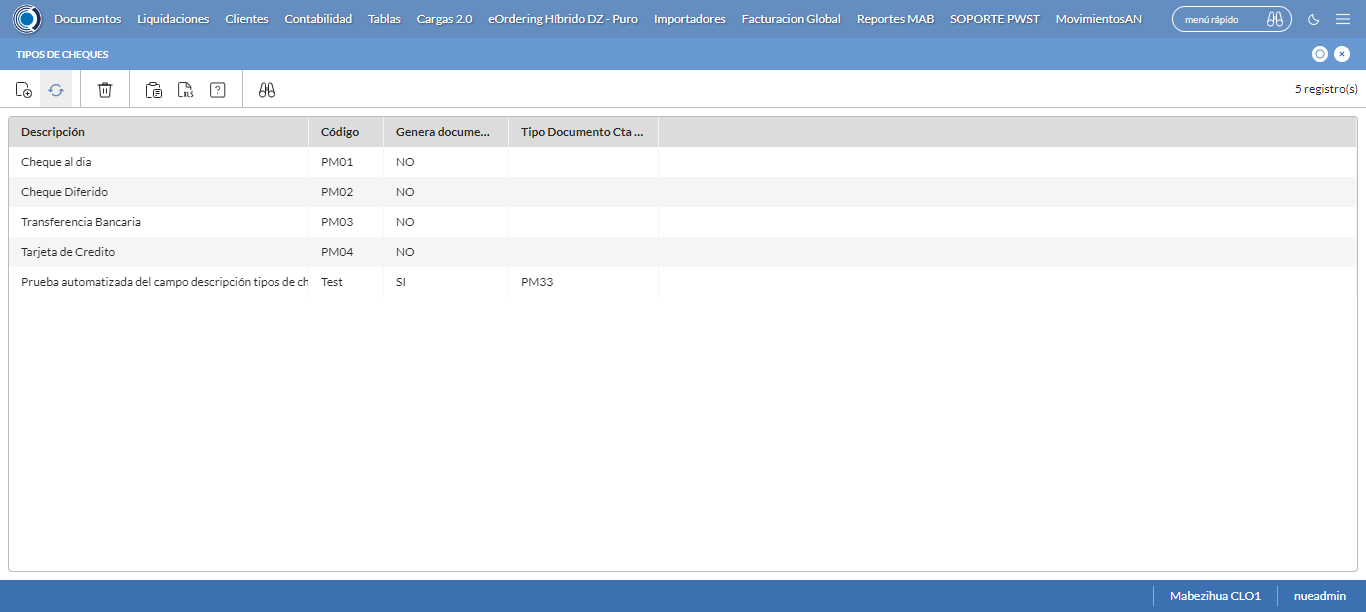 Documentos Liquidaciones Clientes Contabilidad Tablas Cargas 2.0 eOrdering Híbrido DZ - Puro Importadores Facturacion Global Reportes MAB SOPORTE PWST MovimientosAN menú rápido
TIPOS DE CHEQUES
XLS ? 5 registro(s)
Descripción Código Genera docume... Tipo Documento Cta ...
Cheque al dia PM01 NO
Cheque Diferido PM02 NO
Transferencia Bancaria PM03 NO
Tarjeta de Credito PM04 NO
Prueba automatizada del campo descripción tipos de ch Test SI PM33
Mabezihua CLO1 nueadmin